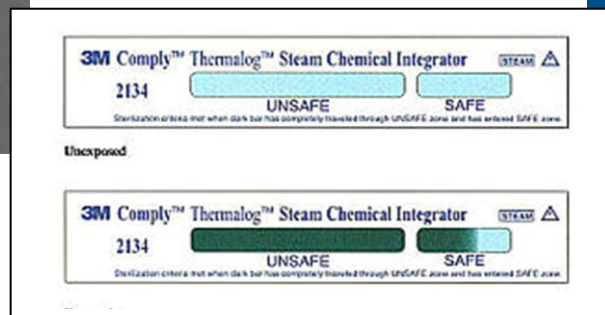 3M Comply™ Thermalog™ Steam Chemical Integrator STEAM
2134
UNSAFE SAFE
Sterilization criteria met when dark bar has completely traveled through UNSAFE zone and has entered SAFE zone.
Unexposed
3M Comply™ Thermalog™ Steam Chemical Integrator STEAM
2134
UNSAFE SAFE
Sterilization criteria met when dark bar has completely traveled through UNSAFE zone and has entered SAFE zone.